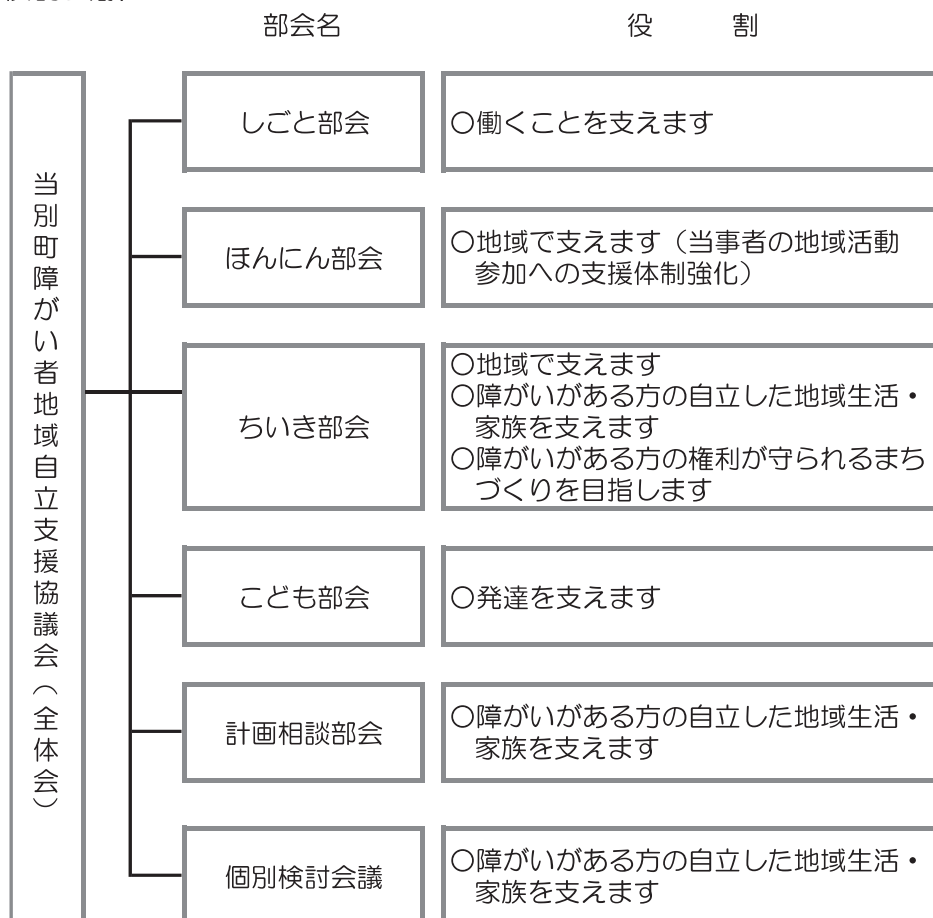 部会名 役割
当別町障がい者地域自立支援協議会（全体会）
しごと部会
〇働くことを支えます
ほんにん部会
〇地域で支えます（当事者の地域活動
参加への支援体制強化）
ちいき部会
〇地域で支えます
〇障がいがある方の自立した地域生活・
家族を支えます
〇障がいがある方の権利が守られるまち
づくりを目指します
こども部会
〇発達を支えます
計画相談部会
〇障がいがある方の自立した地域生活・
家族を支えます
個別検討会議
〇障がいがある方の自立した地域生活・
家族を支えます